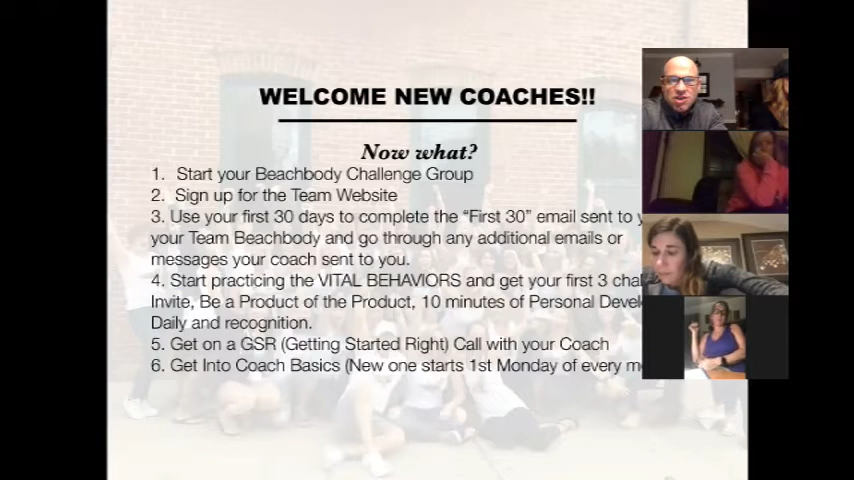 WELCOME NEW COACHES!!
Now what?
1. Start your Beachbody Challenge Group
2. Sign up for the Team Website
3. Use your first 30 days to complete the "First 30" email sent to
your Team Beachbody and go through any additional emails or
messages your coach sent to you.
4. Start practicing the VITAL BEHAVIORS and get your first 3
Invite, Be a Product of the Product, 10 minutes of Personal
Daily and recognition.
5. Get on a GSR (Getting Started Right) Call with your Coach
6. Get Into Coach Basics (New one starts 1st Monday of every